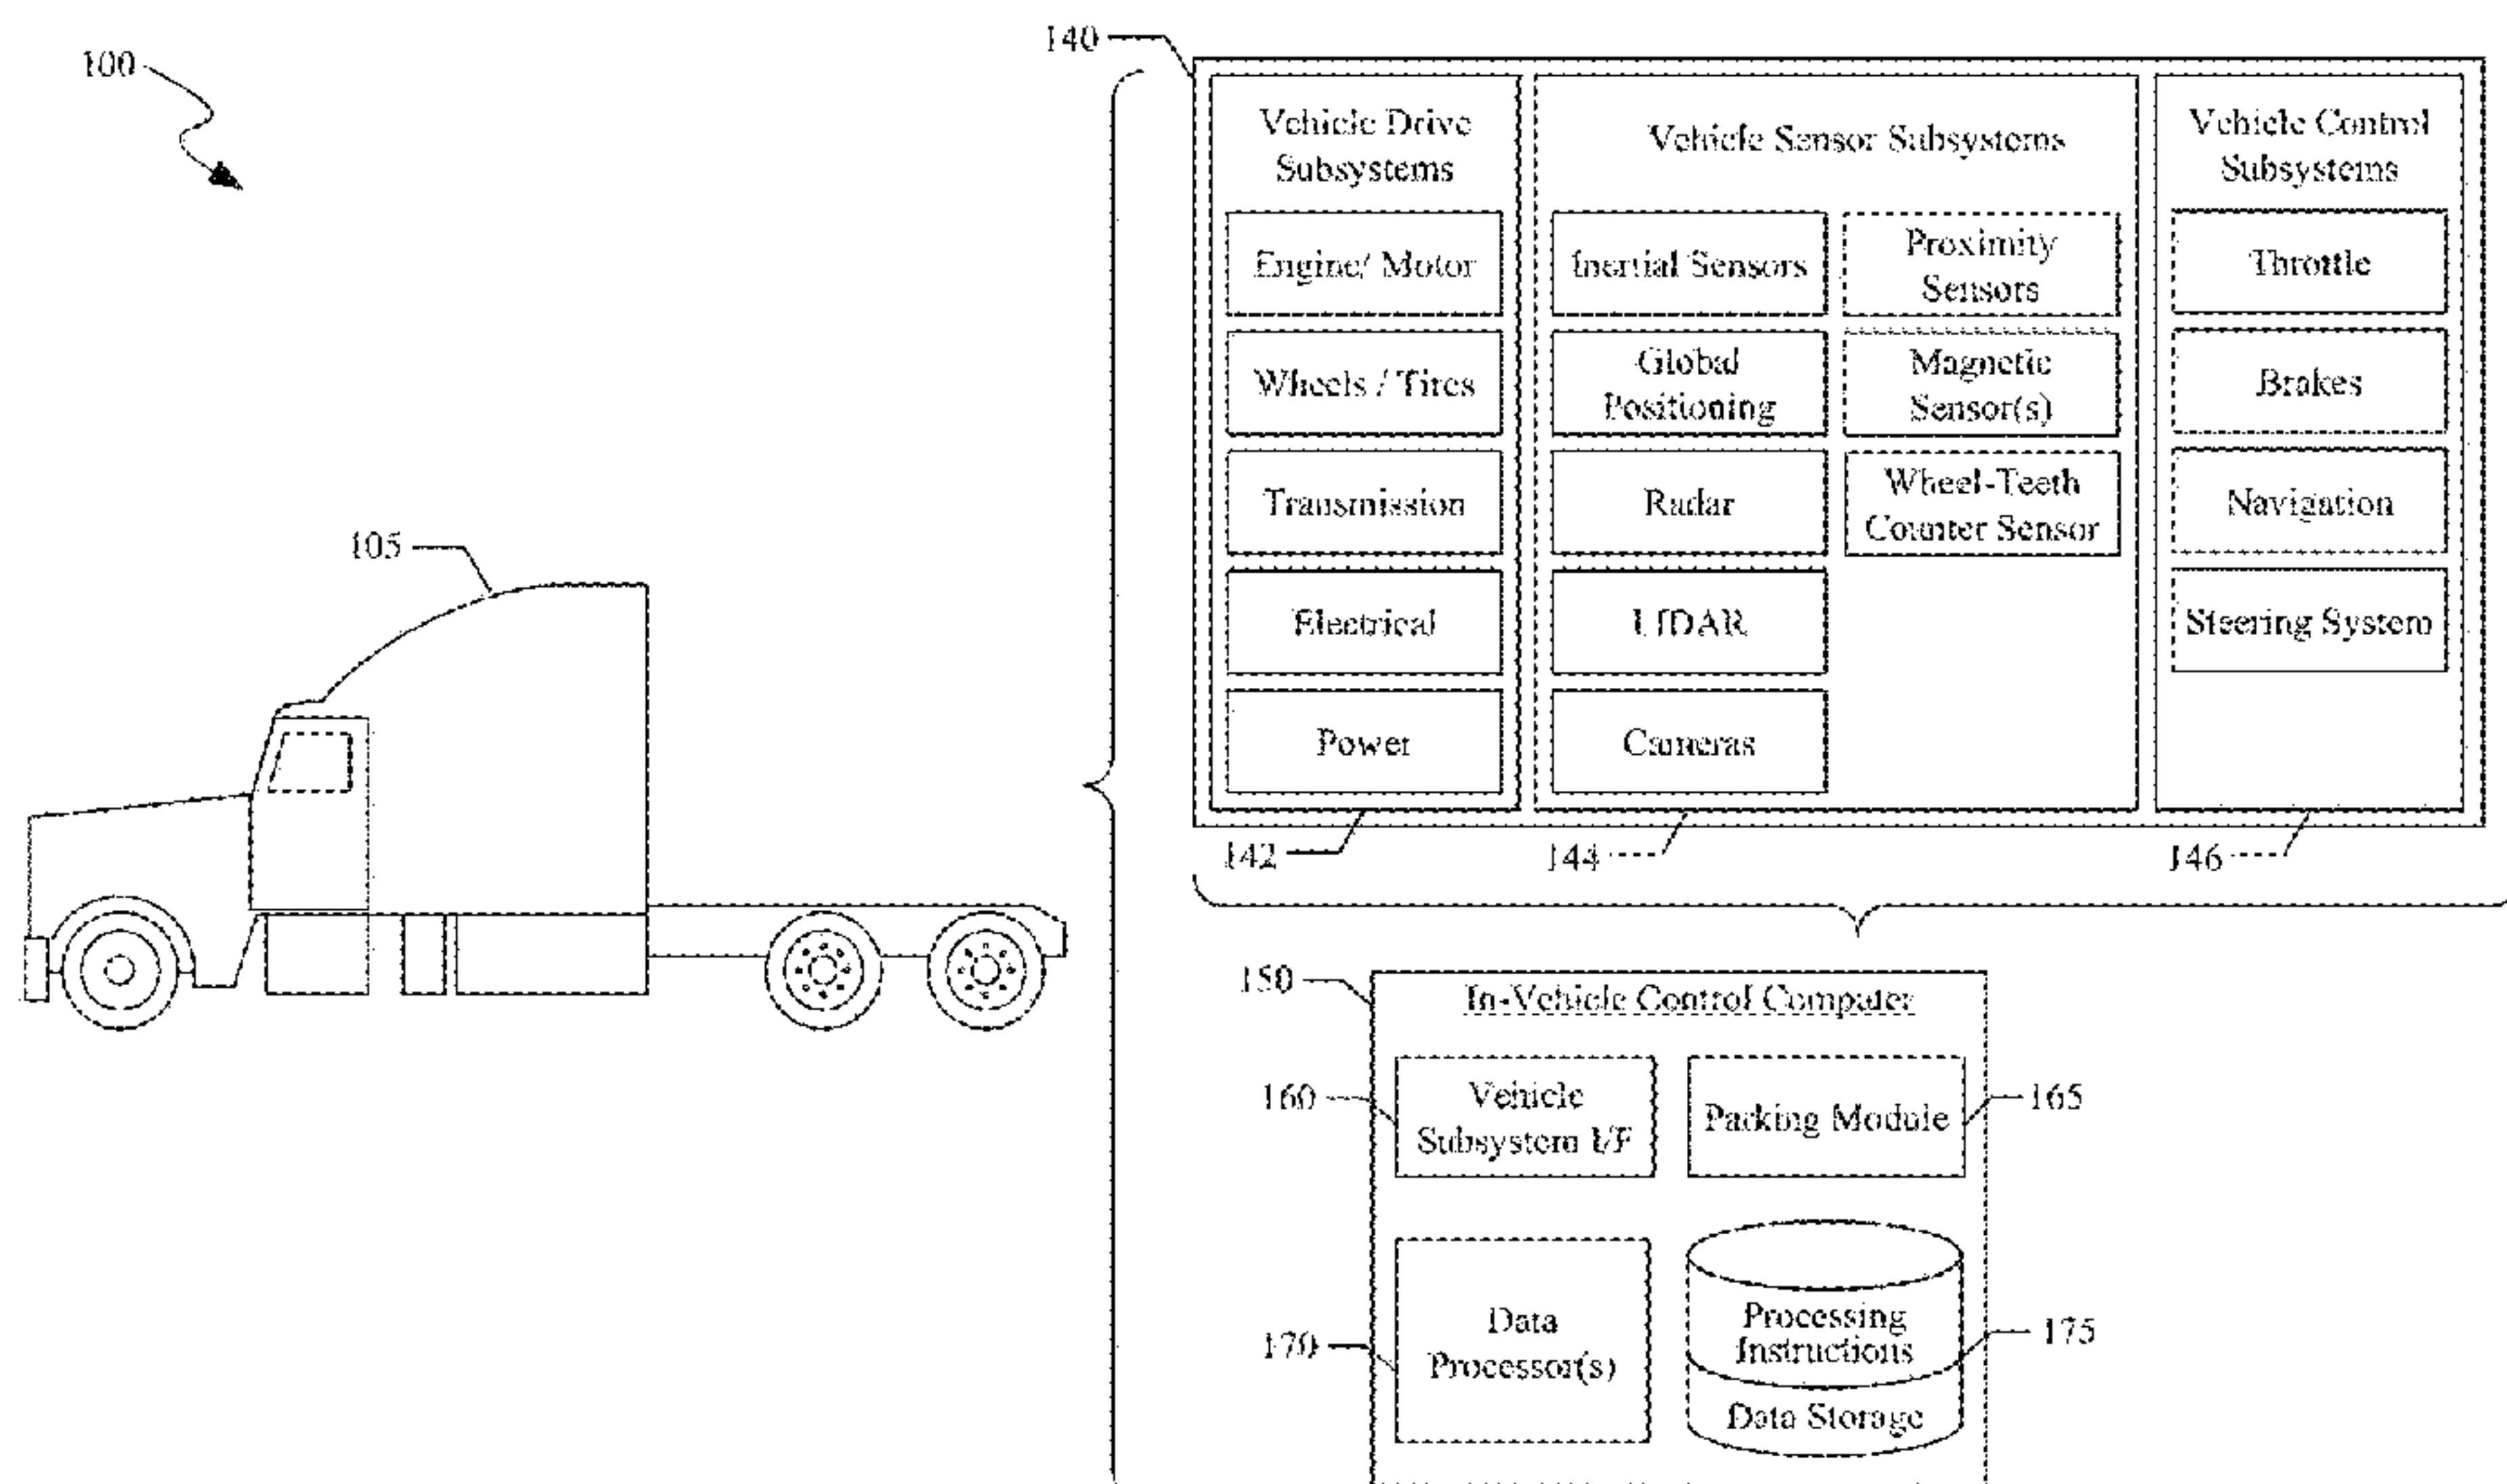 100
140
Vehicle Drive
Subsystems
Engine/ Motor
Wheels / Tires
Transmission
Electrical
Power
Vehicle Sensor Subsystems
Inertial Sensors
Global
Positioning
Radar
LIDAR
Cameras
Proximity
Sensors
Magnetic
Sensor(s)
Wheel-Teeth
Counter Sensor
Vehicle Control
Subsystems
Throttle
Brakes
Navigation
Steering System
142
144
146
105
150
In-Vehicle Control Computer
160
Vehicle
Subsystem I/F
Parking Module
165
170
Data
Processor(s)
Processing
Instructions
175
Data Storage